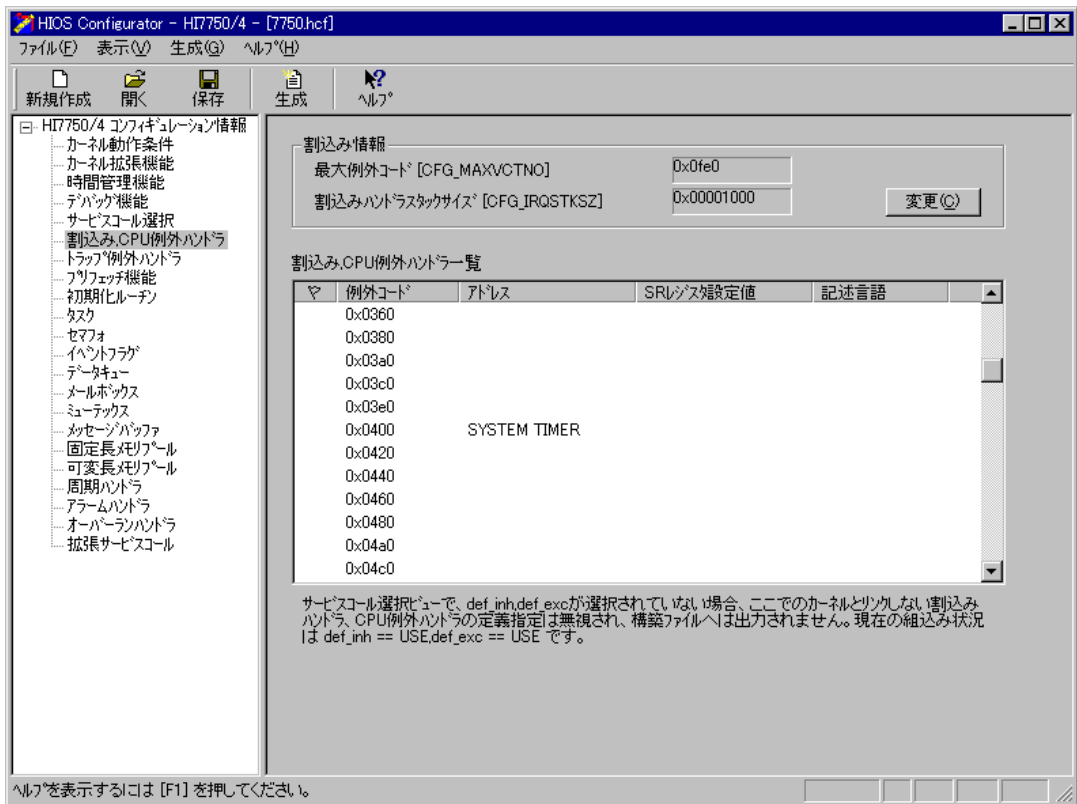 HIOS Configurator - HI7750/4 - [7750.hcf]
ファイル(F) 表示(V) 生成(G) ヘルプ(H)
新規作成 開く 保存 生成 ヘルプ
HI7750/4 コンフィギュレーション情報
カーネル動作条件
カーネル拡張機能
時間管理機能
デバッグ機能
サービスコール選択
割込み,CPU例外ハンドラ
トラップ例外ハンドラ
プリフェッチ機能
初期化ルーチン
タスク
セマフォ
イベントフラグ
データキュー
メールボックス
ミューテックス
メッセージバッファ
固定長メモリプール
可変長メモリプール
周期ハンドラ
アラームハンドラ
オーバーランハンドラ
拡張サービスコール
割込み情報
最大例外コード [CFG_MAXVCTNO] 0x0fe0
割込みハンドラスタックサイズ [CFG_IRQSTKSZ] 0x00001000 変更(C)
割込み,CPU例外ハンドラ一覧
例外コード アドレス SRレジスタ設定値 記述言語
0x0360
0x0380
0x03a0
0x03c0
0x03e0
0x0400 SYSTEM TIMER
0x0420
0x0440
0x0460
0x0480
0x04a0
0x04c0
サービスコール選択ビューで、def_inh,def_excが選択されていない場合、ここでのカーネルとリンクしない割込み
ハンドラ、CPU例外ハンドラの定義指定は無視され、構築ファイルへは出力されません。現在の組込み状況
は def_inh == USE,def_exc == USE です。
ヘルプを表示するには [F1] を押してください。